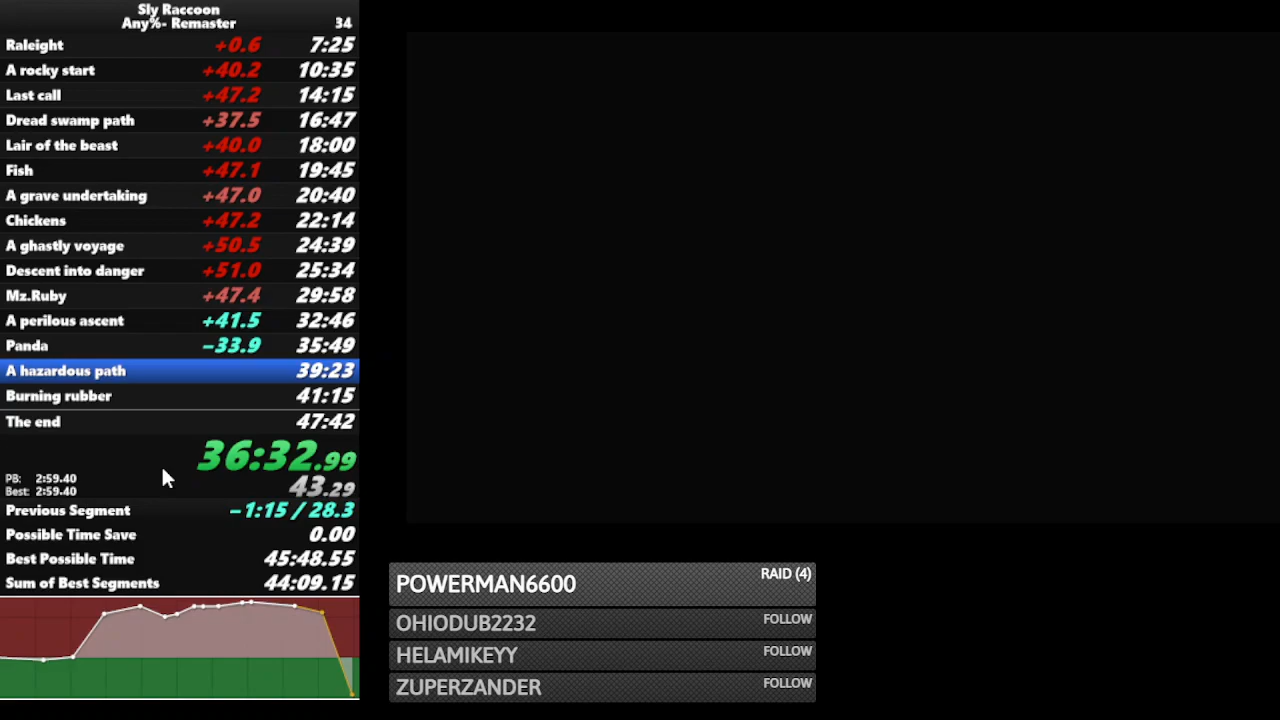 Sly Raccoon
Any%- Remaster 34
Raleight +0.6 7:25
A rocky start +40.2 10:35
Last call +47.2 14:15
Dread swamp path +37.5 16:47
Lair of the beast +40.0 18:00
Fish +47.1 19:45
A grave undertaking +47.0 20:40
Chickens +47.2 22:14
A ghastly voyage +50.5 24:39
Descent into danger +51.0 25:34
Mz.Ruby +47.4 29:58
A perilous ascent +41.5 32:46
Panda −33.9 35:49
A hazardous path 39:23
Burning rubber 41:15
The end 47:42
36:32.99
PB: 2:59.40
Best: 2:59.40
43.29
Previous Segment −1:15 / 28.3
Possible Time Save 0.00
Best Possible Time 45:48.55
Sum of Best Segments 44:09.15
POWERMAN6600 RAID (4)
OHIODUB2232 FOLLOW
HELAMIKEYY FOLLOW
ZUPERZANDER FOLLOW